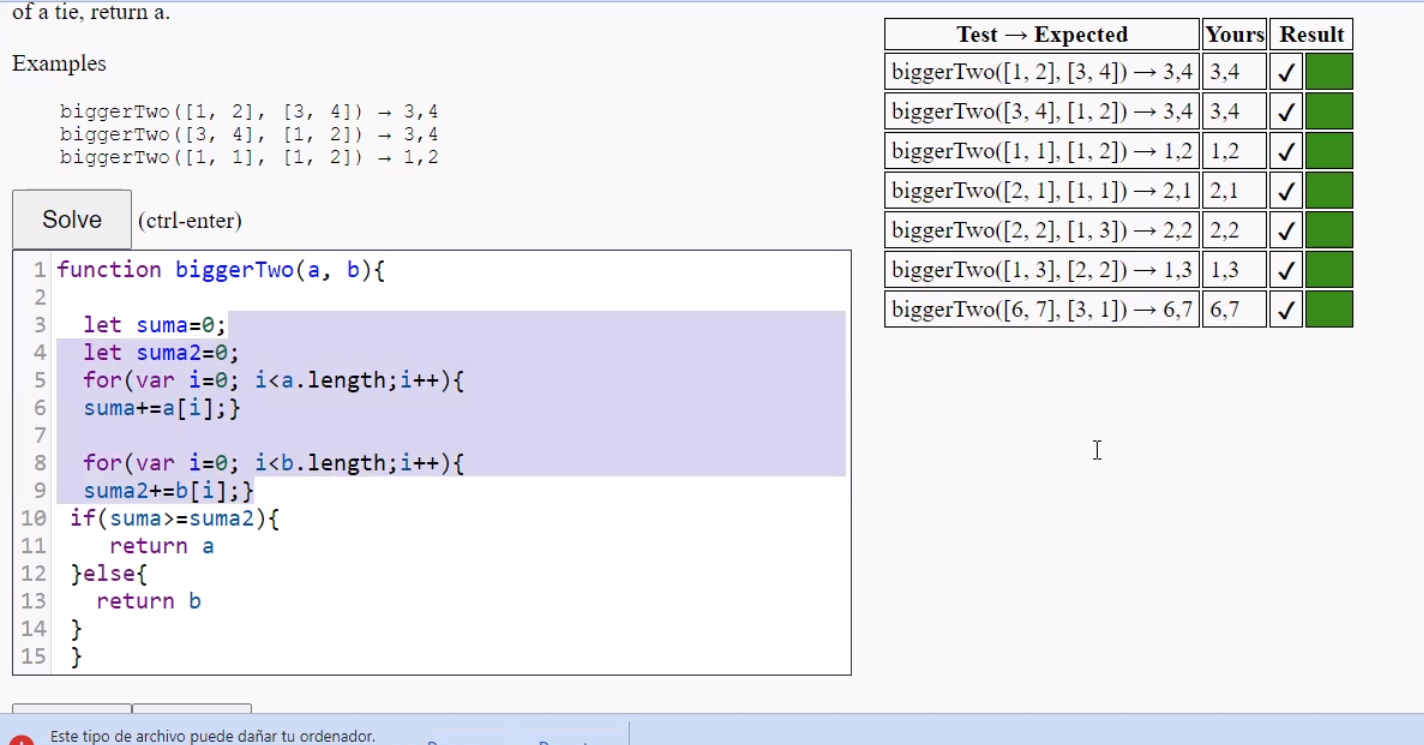 of a tie, return a.
Examples
biggerTwo([1, 2], [3, 4]) → 3,4
biggerTwo([3, 4], [1, 2]) → 3,4
biggerTwo([1, 1], [1, 2]) → 1,2
Solve (ctrl-enter)
1 function biggerTwo(a, b){
2
3 let suma=0;
4 let suma2=0;
5 for(var i=0; i<a.length;i++){
6 suma+=a[i];}
7
8 for(var i=0; i<b.length;i++){
9 suma2+=b[i];}
10 if(suma>=suma2){
11 return a
12 }else{
13 return b
14 }
15 }
Test → Expected Yours Result
biggerTwo([1, 2], [3, 4]) → 3,4 3,4 ✓
biggerTwo([3, 4], [1, 2]) → 3,4 3,4 ✓
biggerTwo([1, 1], [1, 2]) → 1,2 1,2 ✓
biggerTwo([2, 1], [1, 1]) → 2,1 2,1 ✓
biggerTwo([2, 2], [1, 3]) → 2,2 2,2 ✓
biggerTwo([1, 3], [2, 2]) → 1,3 1,3 ✓
biggerTwo([6, 7], [3, 1]) → 6,7 6,7 ✓
Este tipo de archivo puede dañar tu ordenador.